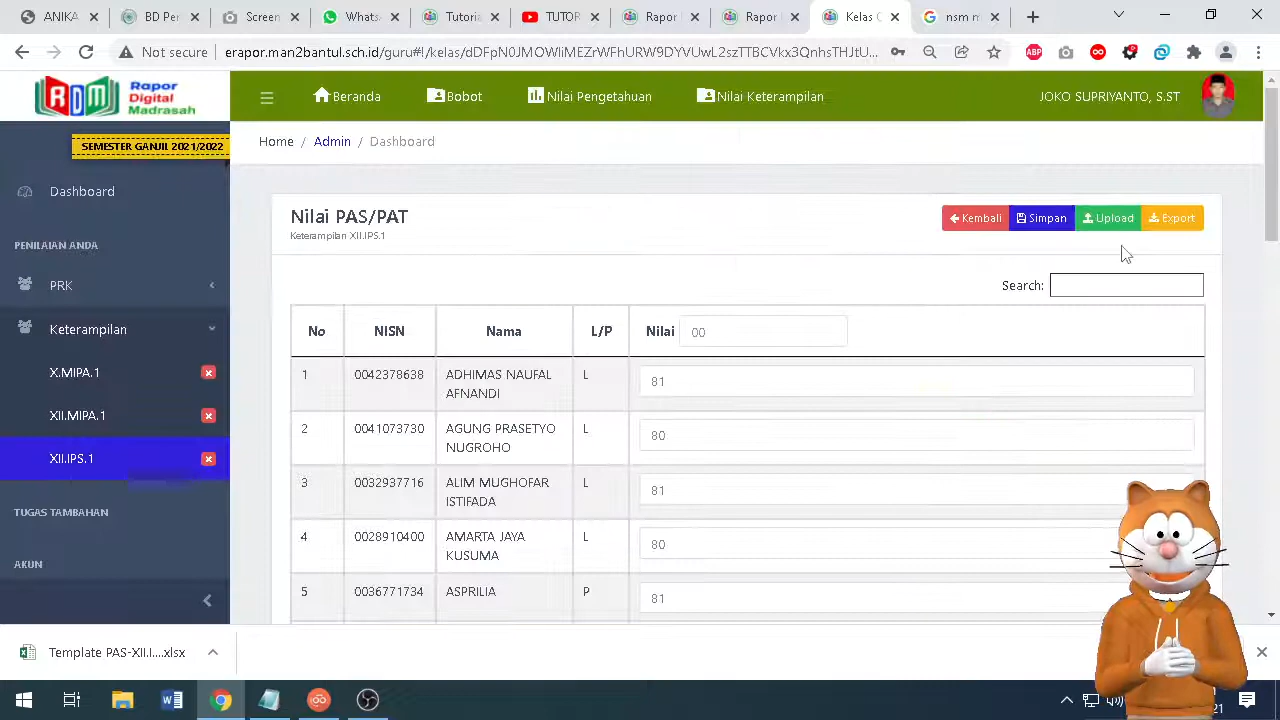 ANIKA
BD Per
Screen
Whats
Tutoria
TUTOR
Rapor
Rapor
Kelas O
nsm n
Not secure
erapor.man2bantul.sch.id/guru#!/kelas/
ABP
RDM Rapor Digital Madrasah
Beranda
Bobot
Nilai Pengetahuan
Nilai Keterampilan
JOKO SUPRIYANTO, S.ST
SEMESTER GANJIL 2021/2022
Home / Admin / Dashboard
Dashboard
PENILAIAN ANDA
PRK
Keterampilan
X.MIPA.1
XII.MIPA.1
XII.IPS.1
TUGAS TAMBAHAN
AKUN
Nilai PAS/PAT
Keterampilan XII.IPS.1
Kembali
Simpan
Upload
Export
Search:
No NISN Nama L/P Nilai 00
1 0042378638 ADHIMAS NAUFAL AFNANDI L 81
2 0041073730 AGUNG PRASETYO NUGROHO L 80
3 0032937716 ALIM MUGHOFAR ISTIFADA L 81
4 0028910400 AMARTA JAYA KUSUMA L 80
5 0036771734 ASPRILIA P 81
Template PAS-XII.I....xlsx
21